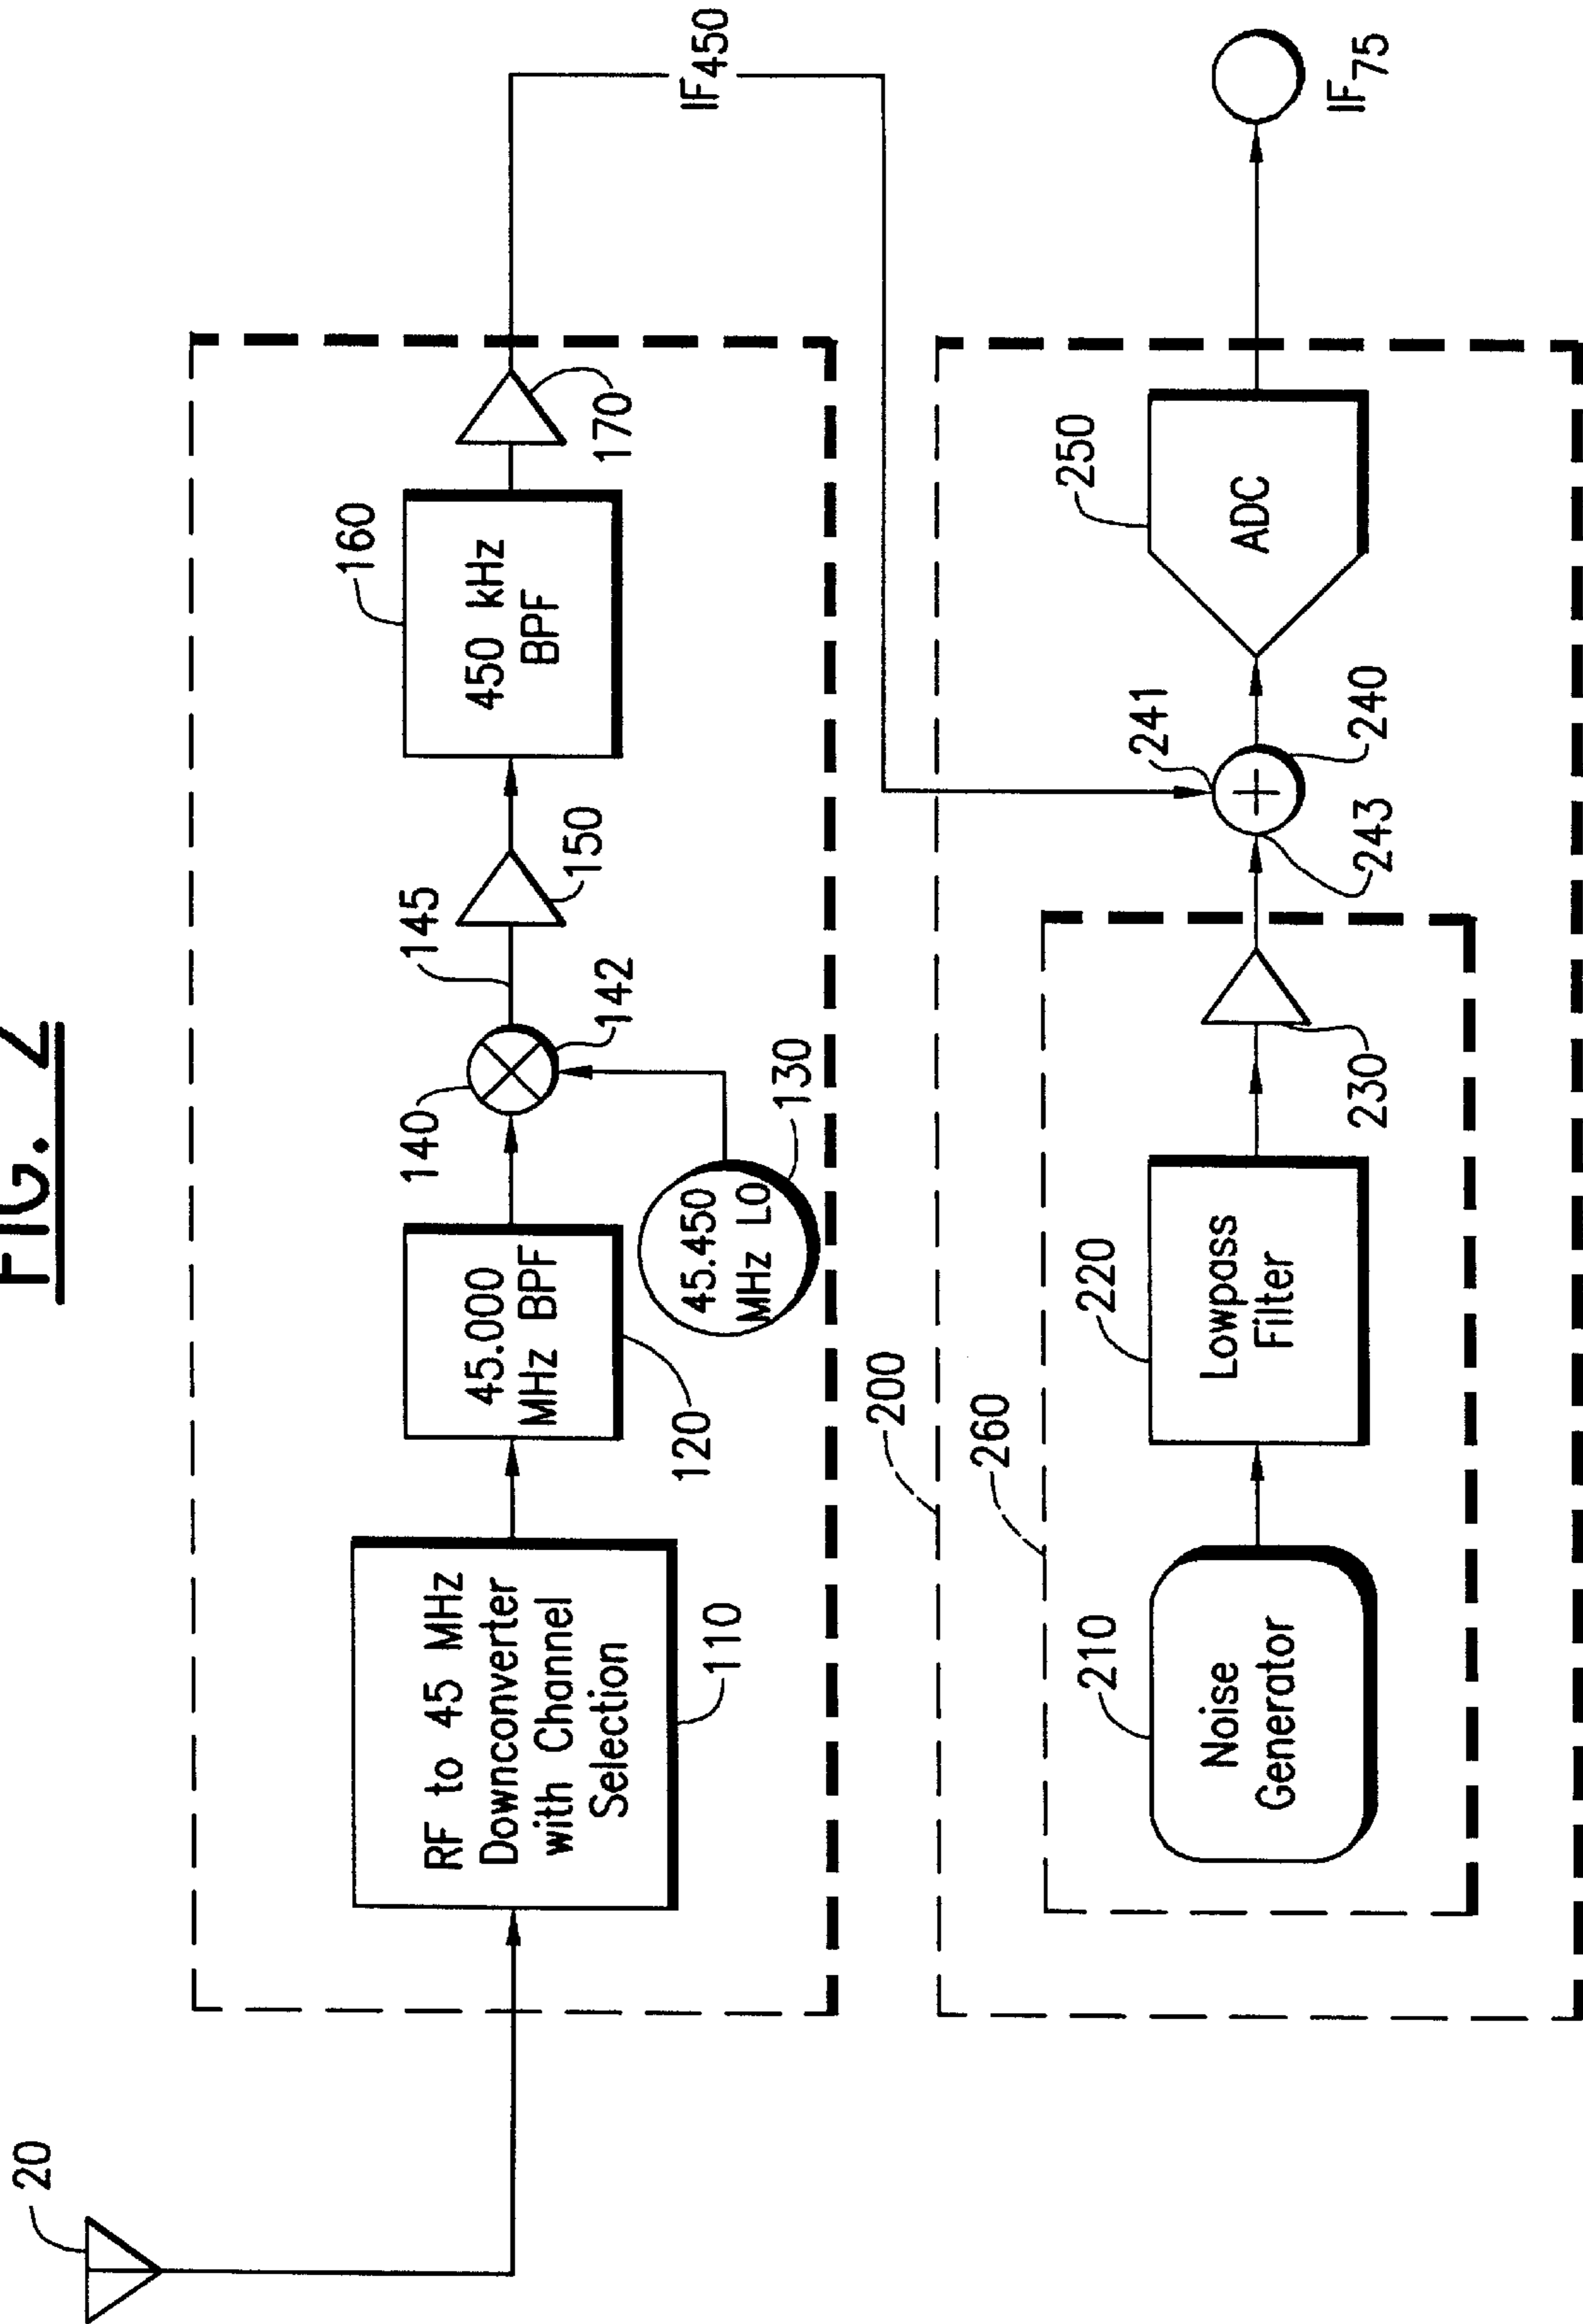 FIG. 2
20
RF to 45 MHz
Downconverter
with Channel
Selection
110
45.000
MHz BPF
120
45.450
MHz LO
130
140
142
145
150
450 kHz
BPF
160
170
IF450
200
260
Noise
Generator
210
Lowpass
Filter
220
230
241
243
240
ADC
250
IF75